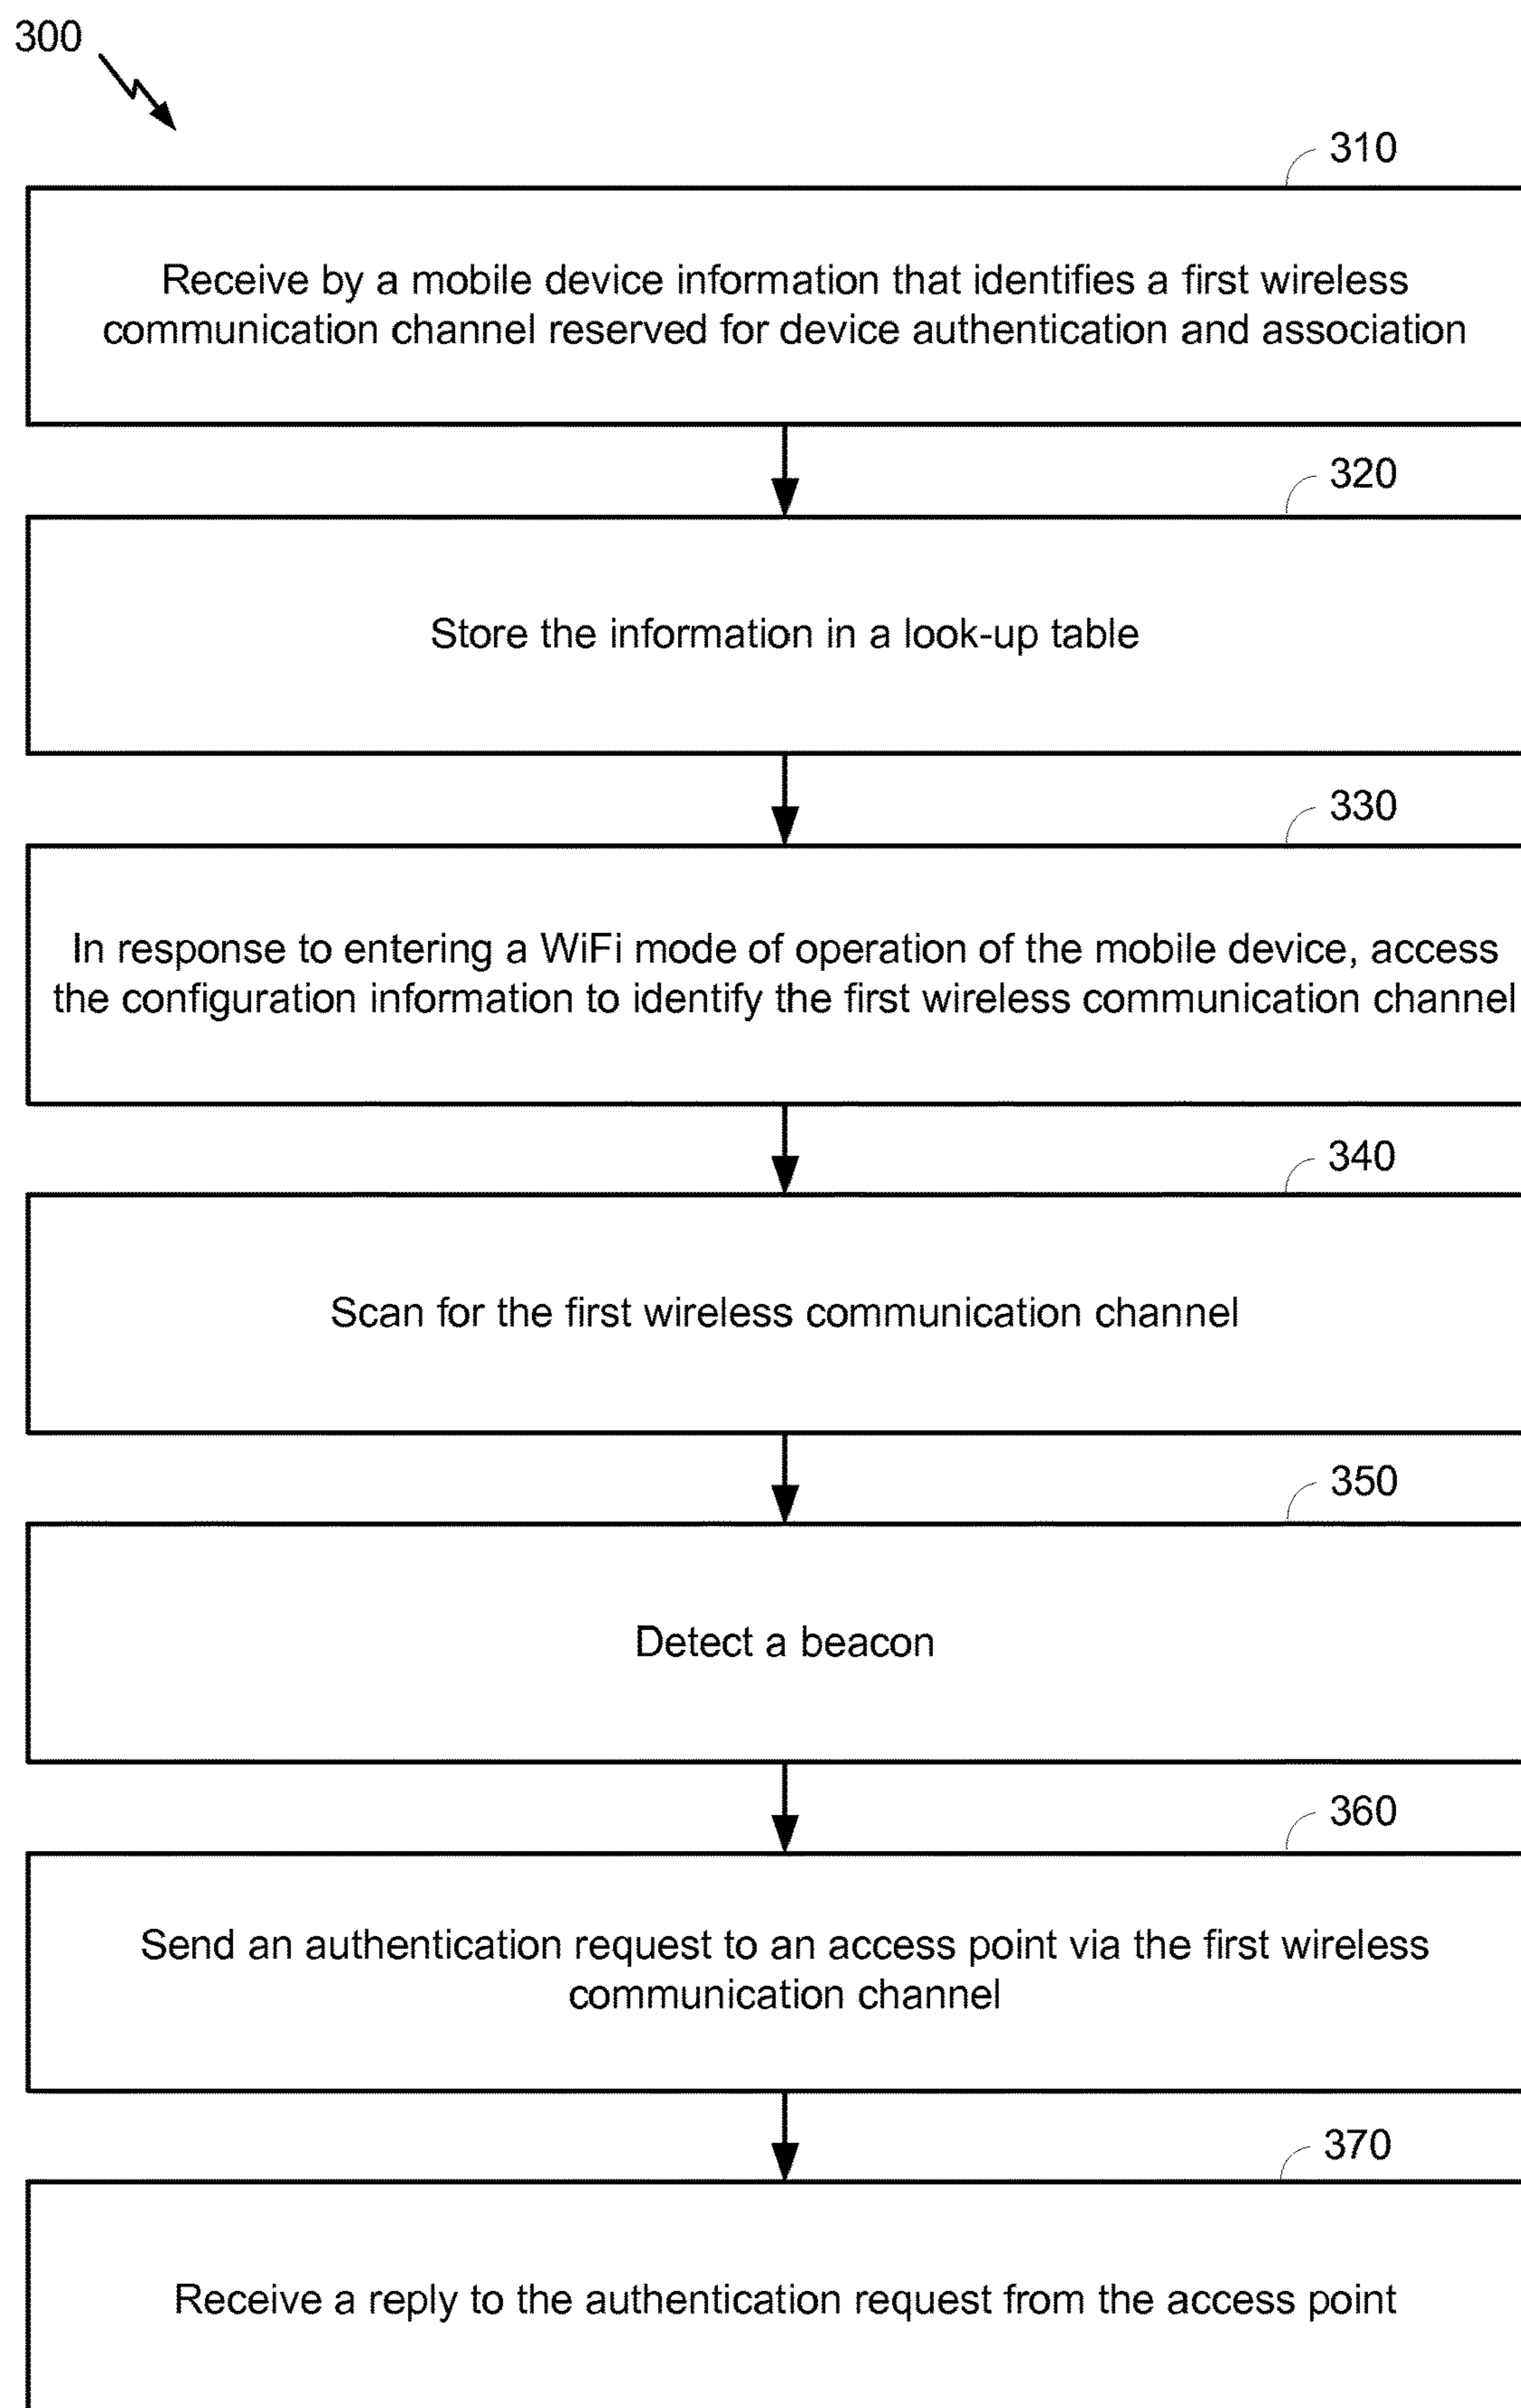 300
310
Receive by a mobile device information that identifies a first wireless
communication channel reserved for device authentication and association
320
Store the information in a look-up table
330
In response to entering a WiFi mode of operation of the mobile device, access
the configuration information to identify the first wireless communication channel
340
Scan for the first wireless communication channel
350
Detect a beacon
360
Send an authentication request to an access point via the first wireless
communication channel
370
Receive a reply to the authentication request from the access point